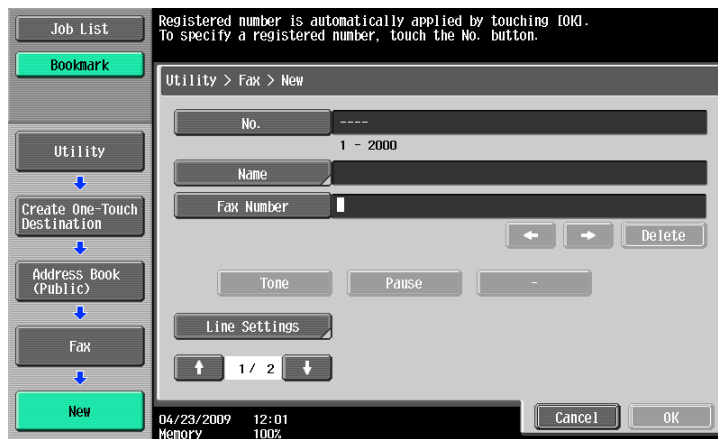 Job List
Bookmark
Utility
Create One-Touch
Destination
Address Book
(Public)
Fax
New
Registered number is automatically applied by touching [OK].
To specify a registered number, touch the No. button.
Utility > Fax > New
No.
----
1 - 2000
Name
Fax Number
Delete
Tone
Pause
-
Line Settings
1/ 2
04/23/2009 12:01
Memory 100%
Cancel
OK